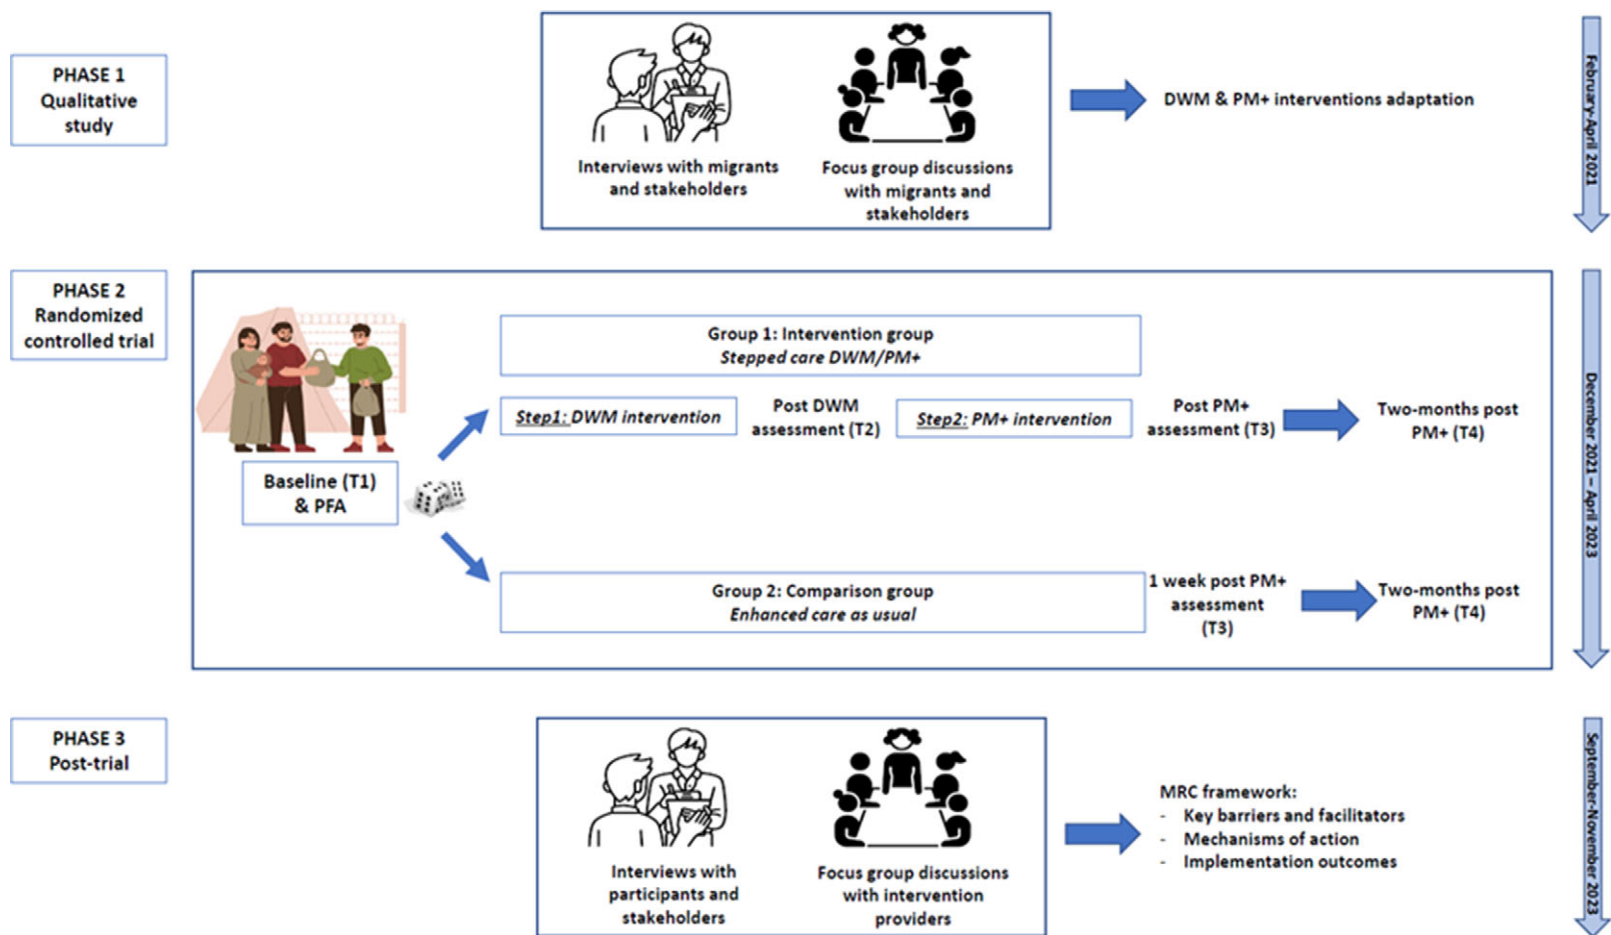 PHASE 1
Qualitative
study
Interviews with migrants
and stakeholders
Focus group discussions
with migrants and
stakeholders
DWM & PM+ interventions adaptation
February-April 2021
PHASE 2
Randomized
controlled trial
Baseline (T1)
& PFA
Group 1: Intervention group
Stepped care DWM/PM+
Step1: DWM intervention
Post DWM
assessment (T2)
Step2: PM+ intervention
Post PM+
assessment (T3)
Two-months post
PM+ (T4)
Group 2: Comparison group
Enhanced care as usual
1 week post PM+
assessment
(T3)
Two-months post
PM+ (T4)
December 2021 – April 2023
PHASE 3
Post-trial
Interviews with
participants and
stakeholders
Focus group discussions
with intervention
providers
MRC framework:
- Key barriers and facilitators
- Mechanisms of action
- Implementation outcomes
September-November 2023